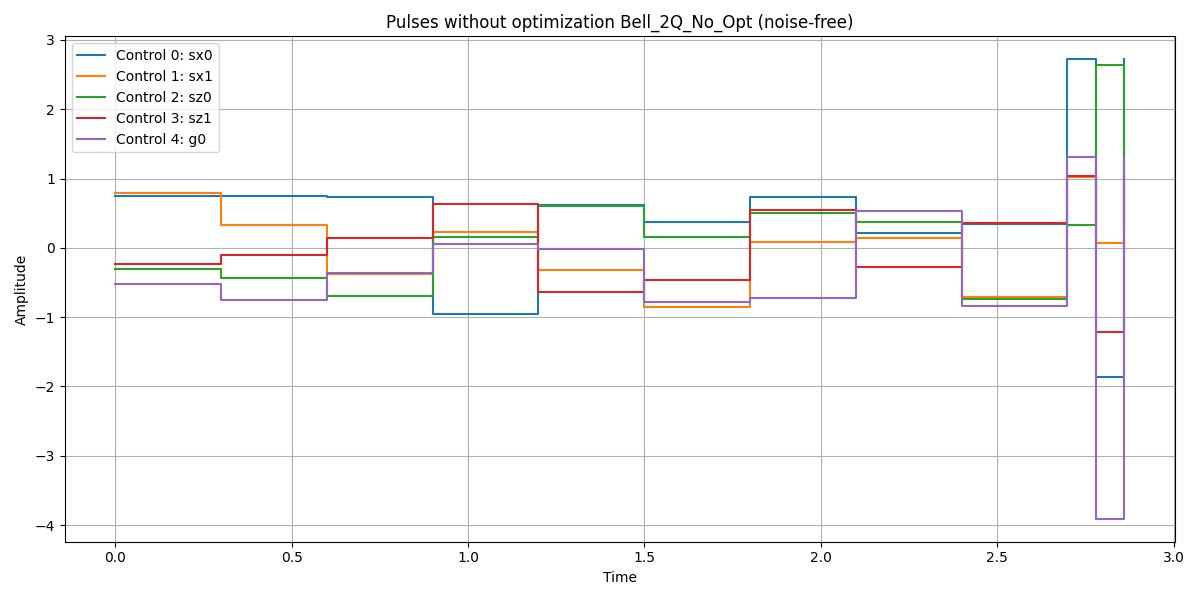 Pulses without optimization Bell_2Q_No_Opt (noise-free)
Control 0: sx0
Control 1: sx1
Control 2: sz0
Control 3: sz1
Control 4: g0
3
2
1
0
−1
−2
−3
−4
Amplitude
0.0 0.5 1.0 1.5 2.0 2.5 3.0
Time